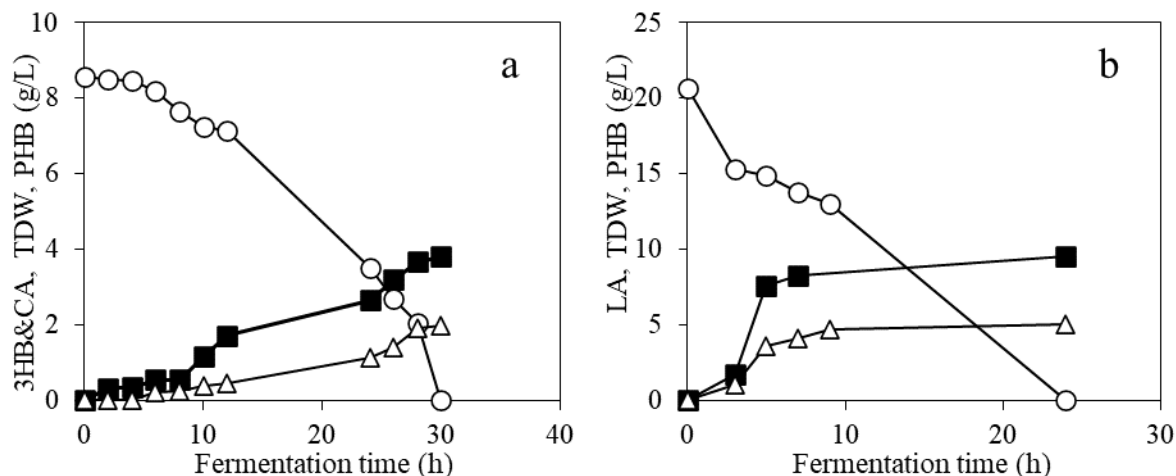 a
3HB&CA, TDW, PHB (g/L)
10
8
6
4
2
0
0 10 20 30 40
Fermentation time (h)
b
LA, TDW, PHB (g/L)
25
20
15
10
5
0
0 10 20 30
Fermentation time (h)